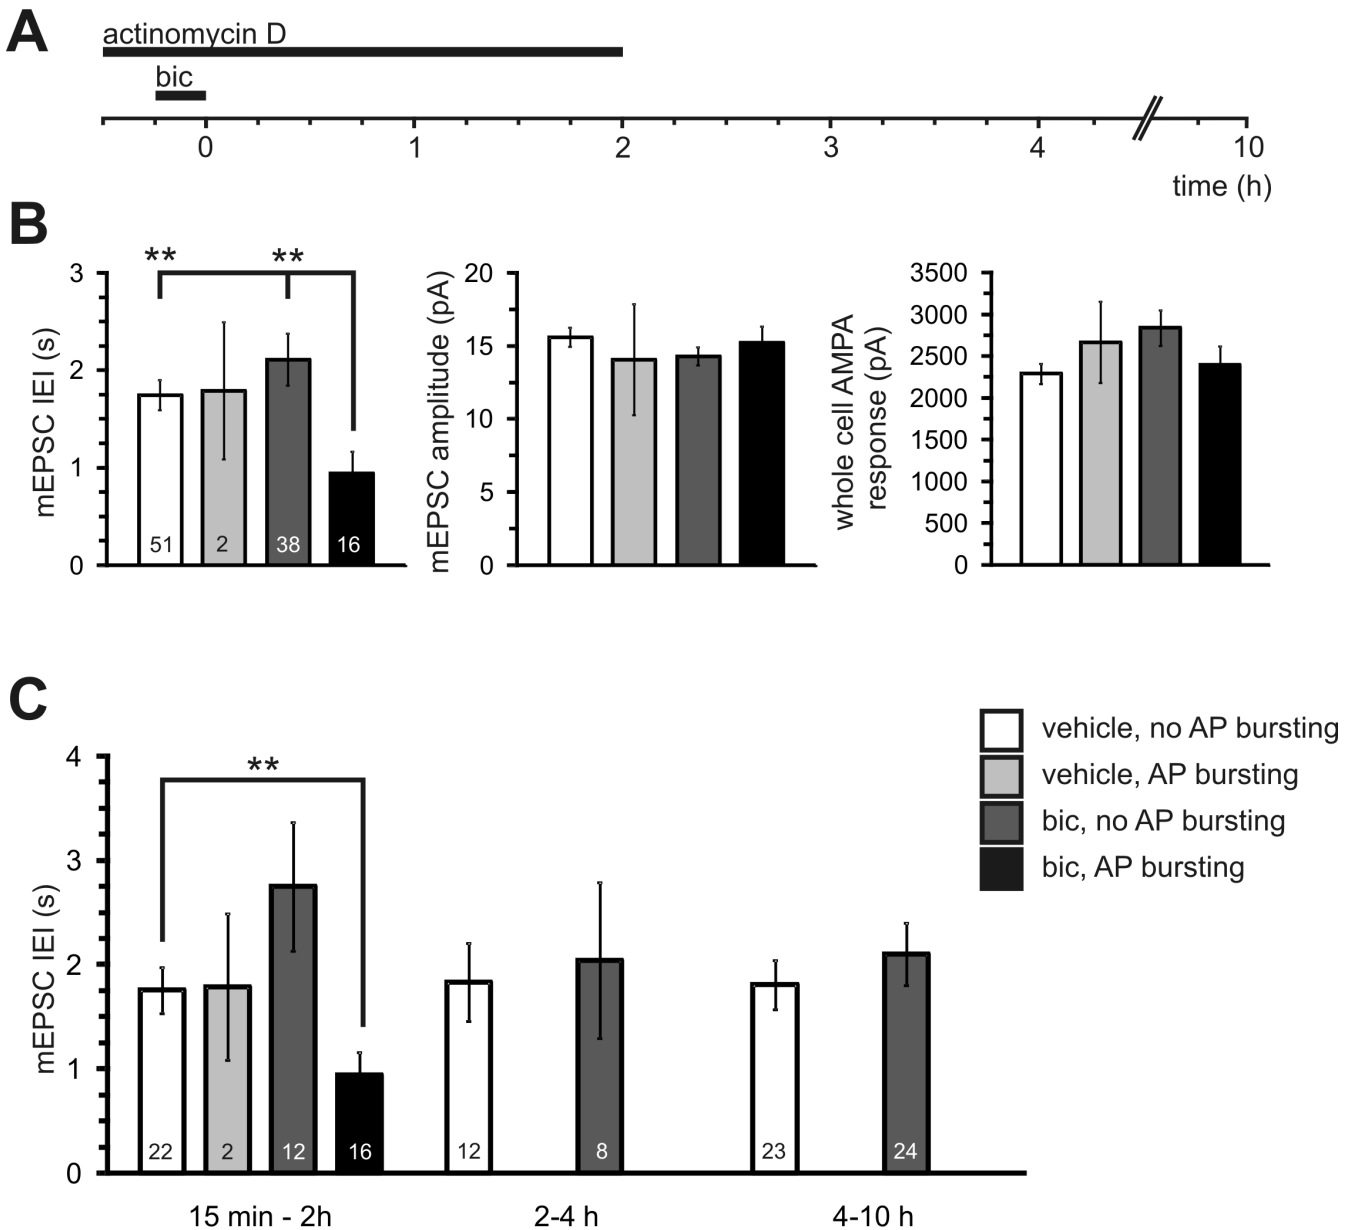 A
actinomycin D
bic
0 1 2 3 4 10
time (h)
B
** **
mEPSC IEI (s)
3
2
1
0
51 2 38 16
mEPSC amplitude (pA)
20
15
10
5
0
whole cell AMPA
response (pA)
3500
3000
2500
2000
1500
1000
500
0
C
**
mEPSC IEI (s)
4
3
2
1
0
22 2 12 16 12 8 23 24
15 min - 2h 2-4 h 4-10 h
vehicle, no AP bursting
vehicle, AP bursting
bic, no AP bursting
bic, AP bursting